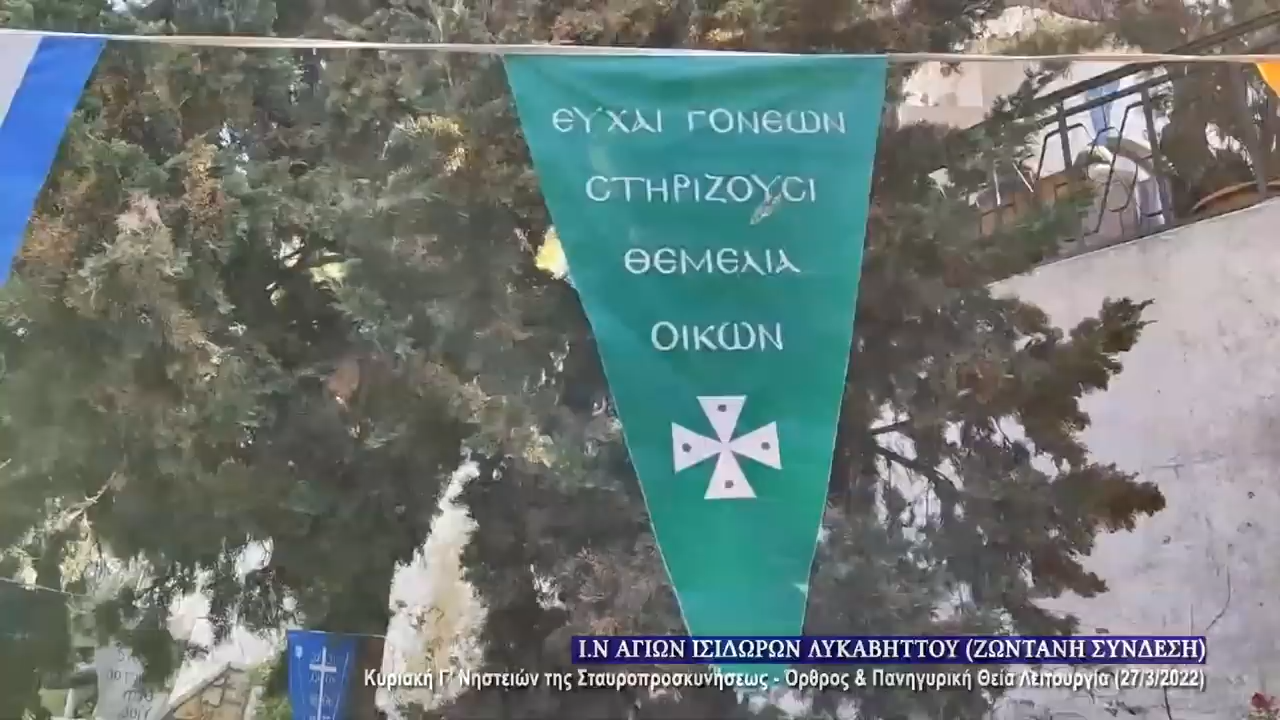 ΕΥΧΑΙ ΓΟΝΕΩΝ
ϹΤΗΡΙΖΟΥϹΙ
ΘΕΜΕΛΙΑ
ΟΙΚΩΝ
Ι.Ν ΑΓΙΩΝ ΙΣΙΔΩΡΩΝ ΛΥΚΑΒΗΤΤΟΥ (ΖΩΝΤΑΝΗ ΣΥΝΔΕΣΗ)
Κυριακή Γ' Νηστειών της Σταυροπροσκυνήσεως - Όρθρος & Πανηγυρική Θεία Λειτουργία (27/3/2022)